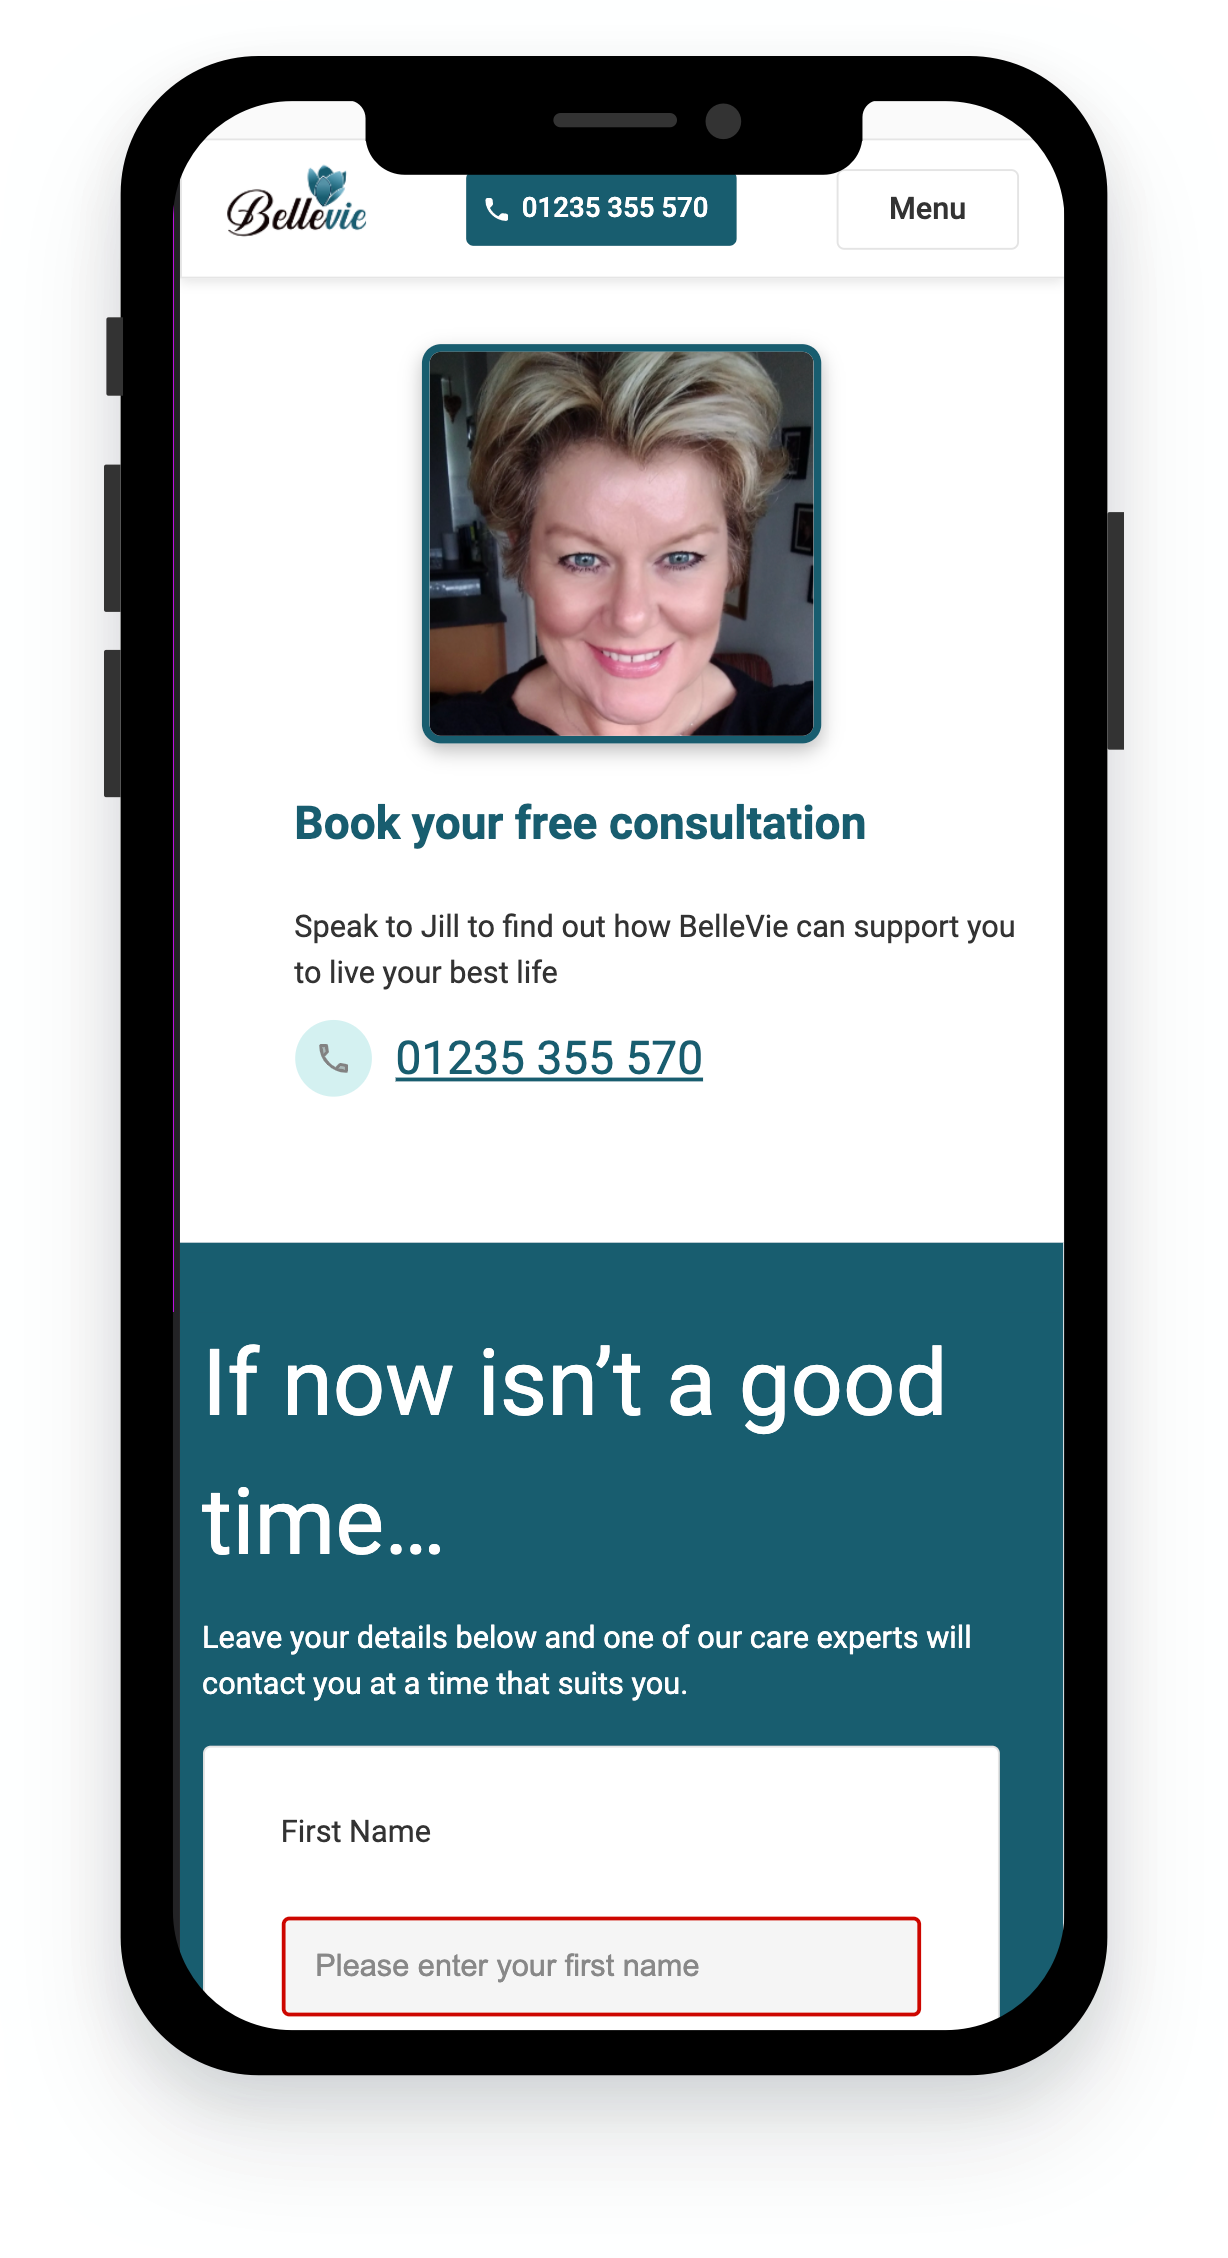 Bellevie
01235 355 570
Menu
Book your free consultation
Speak to Jill to find out how BelleVie can support you
to live your best life
01235 355 570
If now isn’t a good
time...
Leave your details below and one of our care experts will
contact you at a time that suits you.
First Name
Please enter your first name